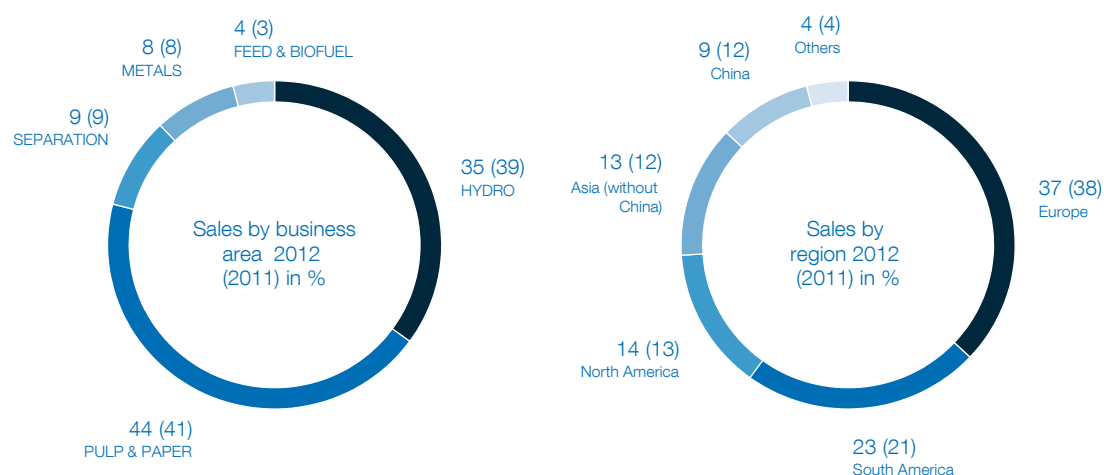 4 (3)
FEED & BIOFUEL
8 (8)
METALS
9 (9)
SEPARATION
35 (39)
HYDRO
Sales by business
area 2012
(2011) in %
44 (41)
PULP & PAPER
4 (4)
Others
9 (12)
China
13 (12)
Asia (without
China)
37 (38)
Europe
Sales by
region 2012
(2011) in %
14 (13)
North America
23 (21)
South America